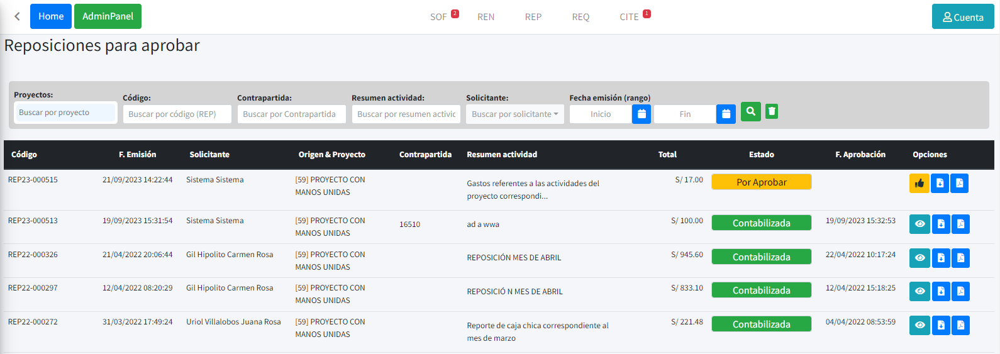 Home AdminPanel SOF 2 REN REP REQ CITE 1 Cuenta
Reposiciones para aprobar
Proyectos: Código: Contrapartida: Resumen actividad: Solicitante: Fecha emisión (rango)
Buscar por proyecto Buscar por código (REP) Buscar por Contrapartida Buscar por resumen activic Buscar por solicitante Inicio Fin
Código F. Emisión Solicitante Origen & Proyecto Contrapartida Resumen actividad Total Estado F. Aprobación Opciones
REP23-000515 21/09/2023 14:22:44 Sistema Sistema [59] PROYECTO CON Gastos referentes a las actividades del S/ 17.00 Por Aprobar
MANOS UNIDAS proyecto correspondi...
REP23-000513 19/09/2023 15:31:54 Sistema Sistema [59] PROYECTO CON 16510 ad a wwa S/ 100.00 Contabilizada 19/09/2023 15:32:53
MANOS UNIDAS
REP22-000326 21/04/2022 20:06:44 Gil Hipolito Carmen Rosa [59] PROYECTO CON REPOSICIÓN MES DE ABRIL S/ 945.60 Contabilizada 22/04/2022 10:17:24
MANOS UNIDAS
REP22-000297 12/04/2022 08:20:29 Gil Hipolito Carmen Rosa [59] PROYECTO CON REPOSICIÓ N MES DE ABRIL S/ 833.10 Contabilizada 12/04/2022 15:18:25
MANOS UNIDAS
REP22-000272 31/03/2022 17:49:24 Uriol Villalobos Juana Rosa [59] PROYECTO CON Reporte de caja chica correspondiente al S/ 221.48 Contabilizada 04/04/2022 08:53:59
MANOS UNIDAS mes de marzo